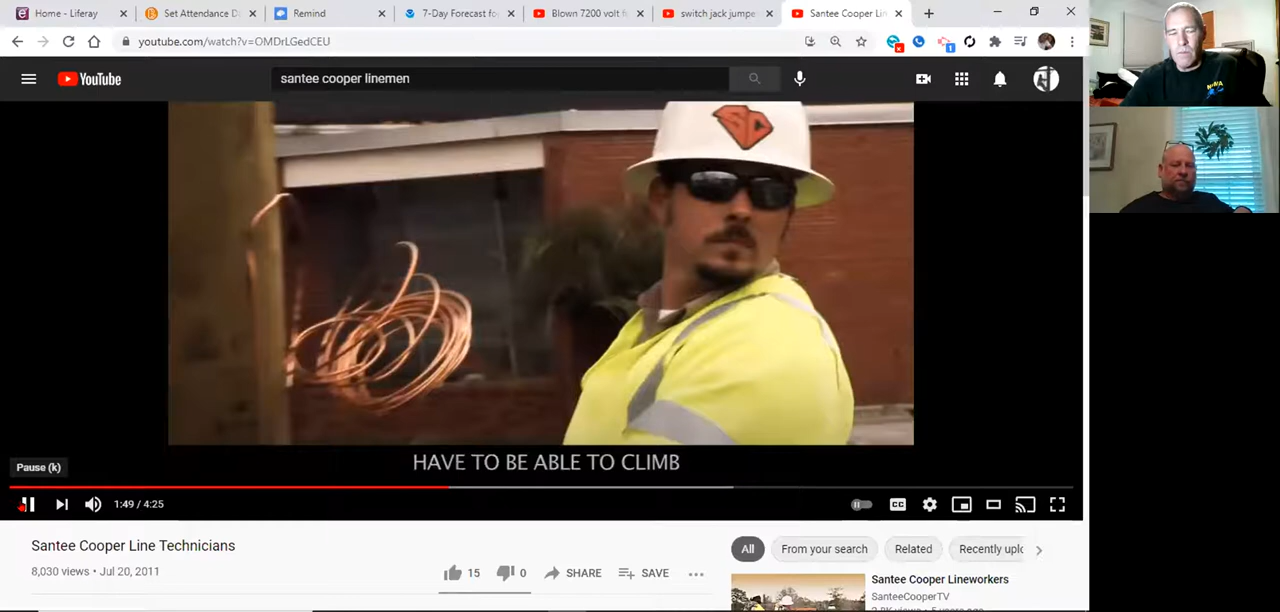 Home - Liferay
Set Attendance D
Remind
7-Day Forecast fo
Blown 7200 volt f
switch jack jumpe
Santee Cooper Lin
youtube.com/watch?v=OMDrLGedCEU
YouTube
santee cooper linemen
SD
HAVE TO BE ABLE TO CLIMB
Pause (k)
1:49 / 4:25
CC
Santee Cooper Line Technicians
8,030 views • Jul 20, 2011
15
0
SHARE
SAVE
All
From your search
Related
Recently uplo
Santee Cooper Lineworkers
SanteeCooperTV